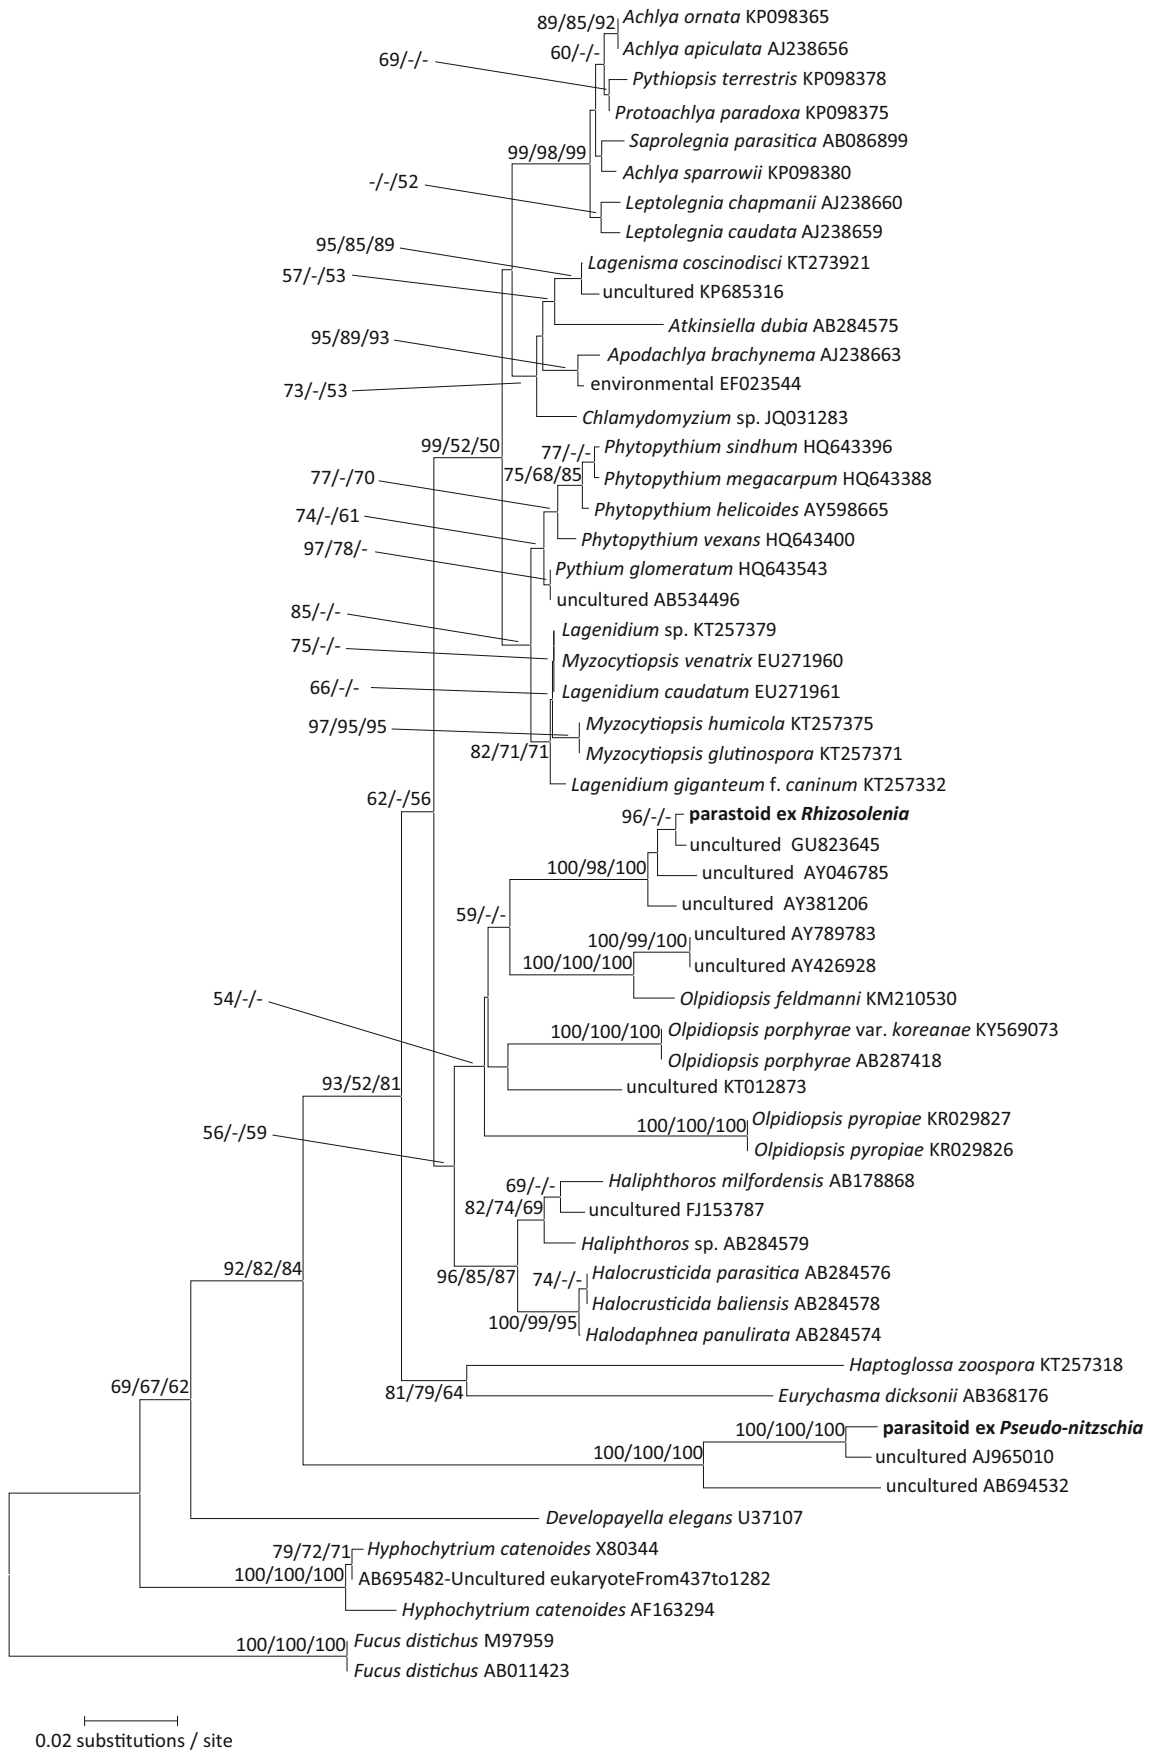 89/85/92 Achlya ornata KP098365
Achlya apiculata AJ238656
60/-/-
69/-/-
Pythiopsis terrestris KP098378
Protoachlya paradoxa KP098375
Saprolegnia parasitica AB086899
99/98/99
Achlya sparrowii KP098380
-/-/52
Leptolegnia chapmanii AJ238660
Leptolegnia caudata AJ238659
95/85/89
Lagenisma coscinodisci KT273921
57/-/53
uncultured KP685316
Atkinsiella dubia AB284575
95/89/93
Apodachlya brachynema AJ238663
environmental EF023544
73/-/53
Chlamydomyzium sp. JQ031283
99/52/50
77/-/- Phytopythium sindhum HQ643396
75/68/85
77/-/70
Phytopythium megacarpum HQ643388
Phytopythium helicoides AY598665
74/-/61
Phytopythium vexans HQ643400
97/78/-
Pythium glomeratum HQ643543
uncultured AB534496
85/-/-
Lagenidium sp. KT257379
75/-/-
Myzocytiopsis venatrix EU271960
66/-/-
Lagenidium caudatum EU271961
97/95/95
Myzocytiopsis humicola KT257375
82/71/71 Myzocytiopsis glutinospora KT257371
Lagenidium giganteum f. caninum KT257332
62/-/56
96/-/- parastoid ex Rhizosolenia
uncultured GU823645
100/98/100
uncultured AY046785
uncultured AY381206
59/-/-
100/99/100 uncultured AY789783
100/100/100
uncultured AY426928
54/-/-
Olpidiopsis feldmanni KM210530
100/100/100 Olpidiopsis porphyrae var. koreanae KY569073
Olpidiopsis porphyrae AB287418
93/52/81
uncultured KT012873
56/-/59
100/100/100 Olpidiopsis pyropiae KR029827
Olpidiopsis pyropiae KR029826
69/-/- Haliphthoros milfordensis AB178868
82/74/69
uncultured FJ153787
Haliphthoros sp. AB284579
92/82/84
96/85/87
74/-/- Halocrusticida parasitica AB284576
Halocrusticida baliensis AB284578
100/99/95
Halodaphnea panulirata AB284574
Haptoglossa zoospora KT257318
69/67/62
81/79/64
Eurychasma dicksonii AB368176
100/100/100 parasitoid ex Pseudo-nitzschia
100/100/100
uncultured AJ965010
uncultured AB694532
Developayella elegans U37107
79/72/71 Hyphochytrium catenoides X80344
100/100/100 AB695482-Uncultured eukaryoteFrom437to1282
Hyphochytrium catenoides AF163294
100/100/100 Fucus distichus M97959
Fucus distichus AB011423
0.02 substitutions / site